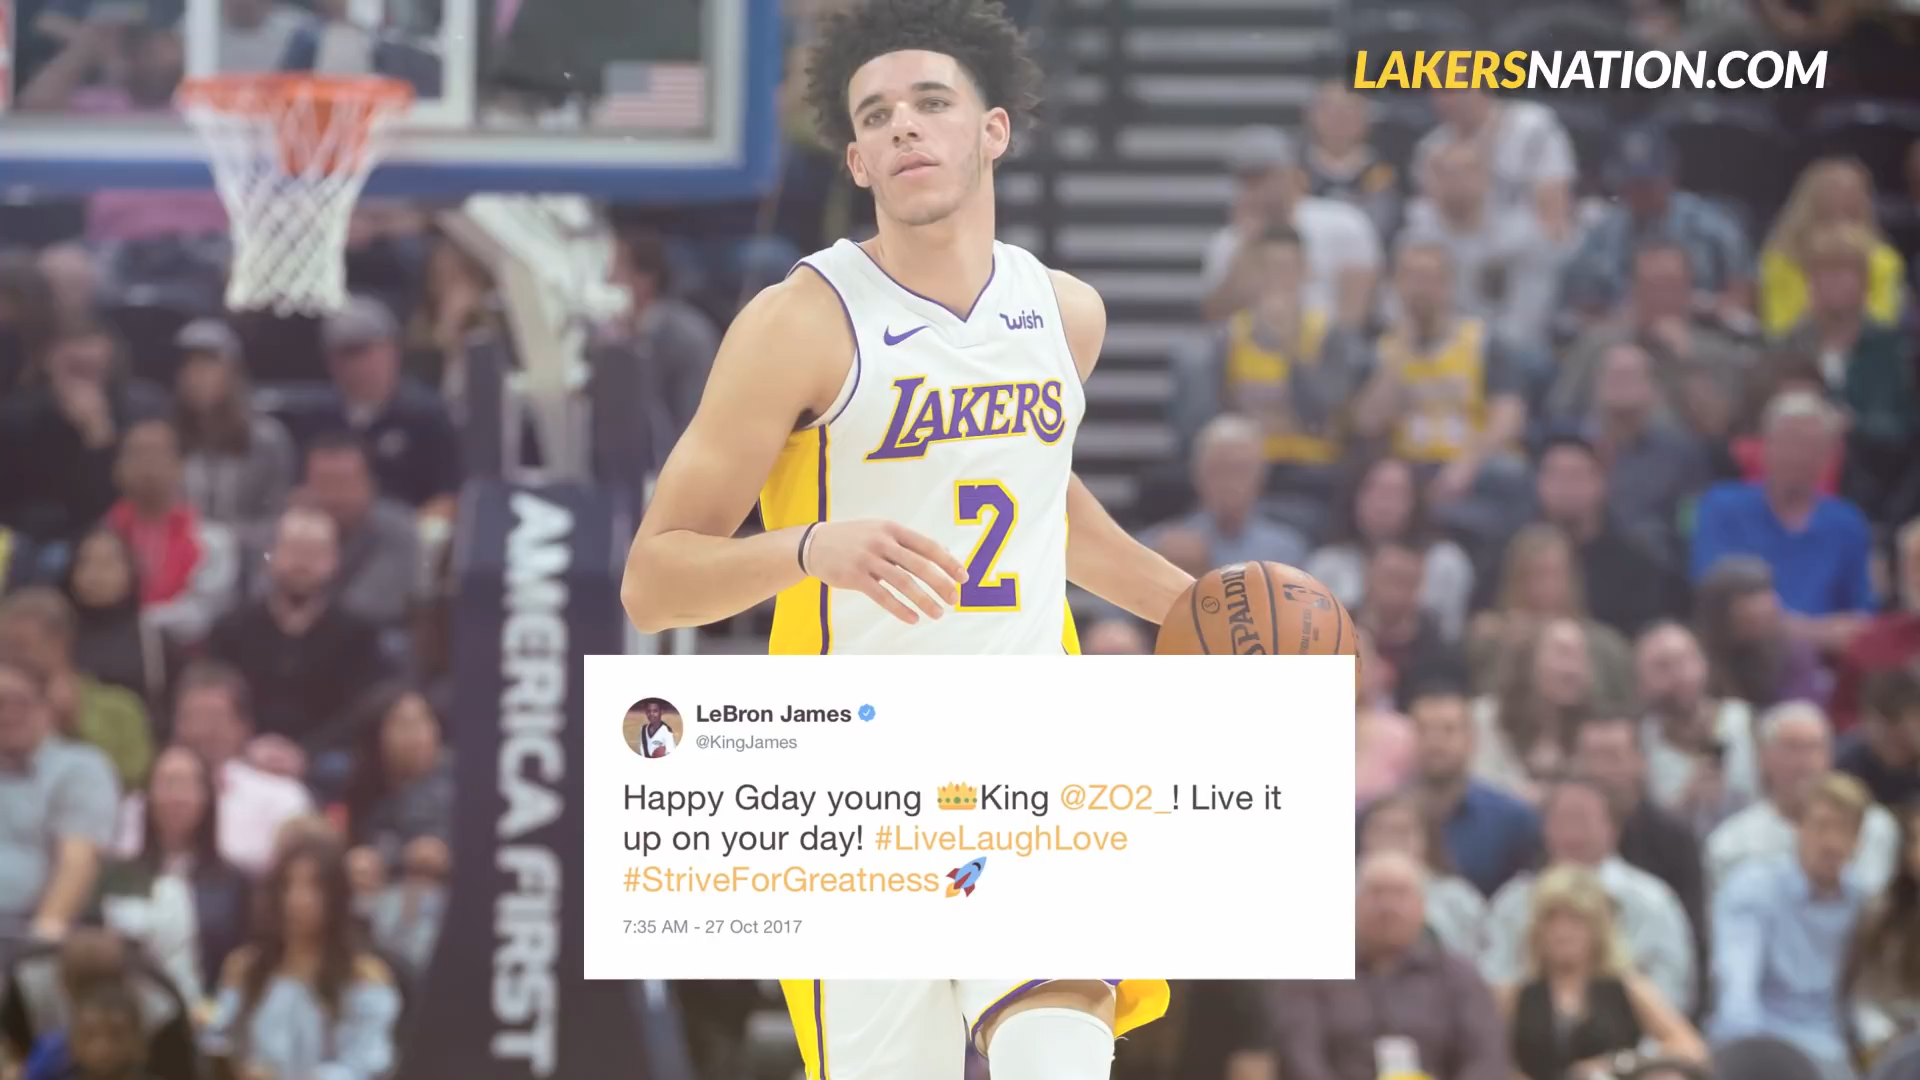 LAKERSNATION.COM
wish
LAKERS
2
SPALDING
AMERICA FIRST
LeBron James
@KingJames
Happy Gday young 👑King @ZO2_! Live it
up on your day! #LiveLaughLove
#StriveForGreatness🚀
7:35 AM - 27 Oct 2017